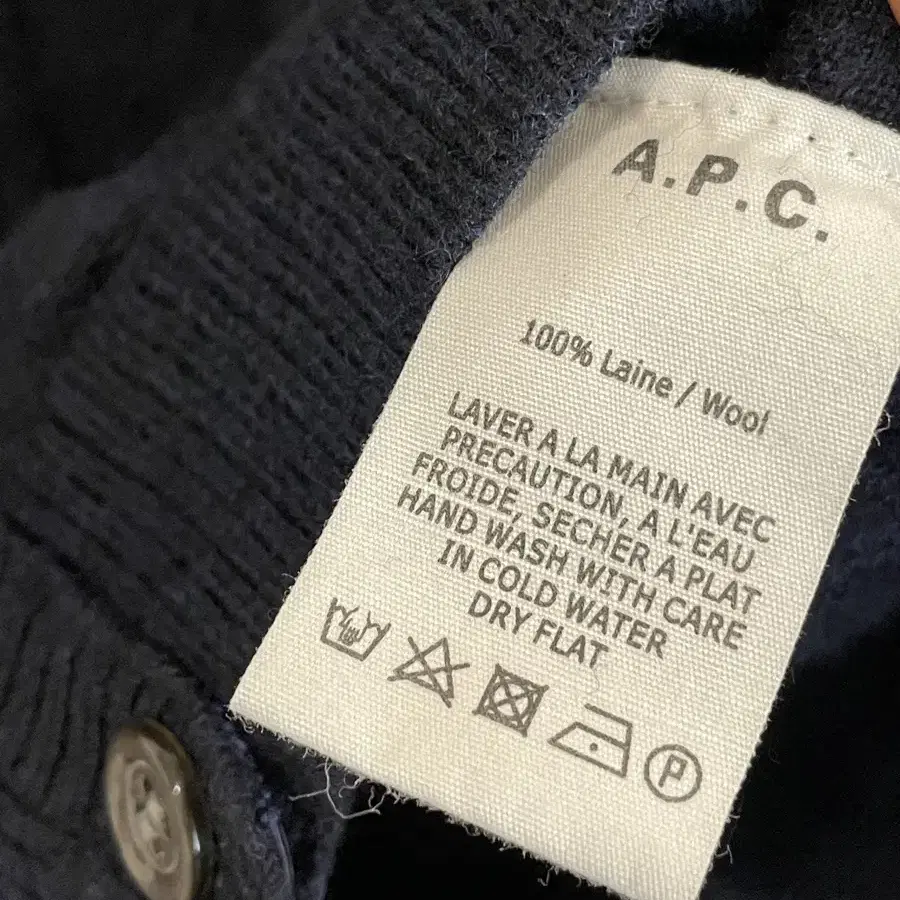 A.P.C.
100% Laine / Wool
LAVER A LA MAIN AVEC
PRECAUTION, A L'EAU
FROIDE, SECHER A PLAT
HAND WASH WITH CARE
IN COLD WATER
DRY FLAT
P